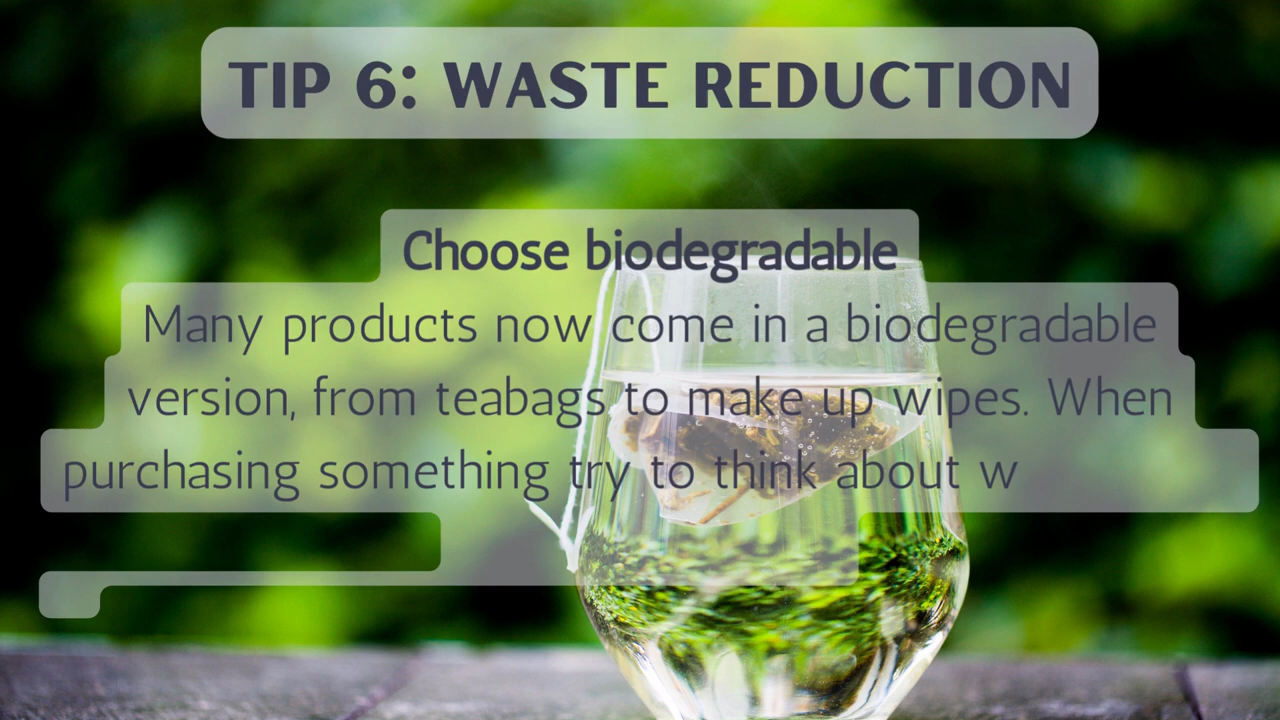 TIP 6: WASTE REDUCTION
Choose biodegradable
Many products now come in a biodegradable
version, from teabags to make up wipes. When
purchasing something try to think about w